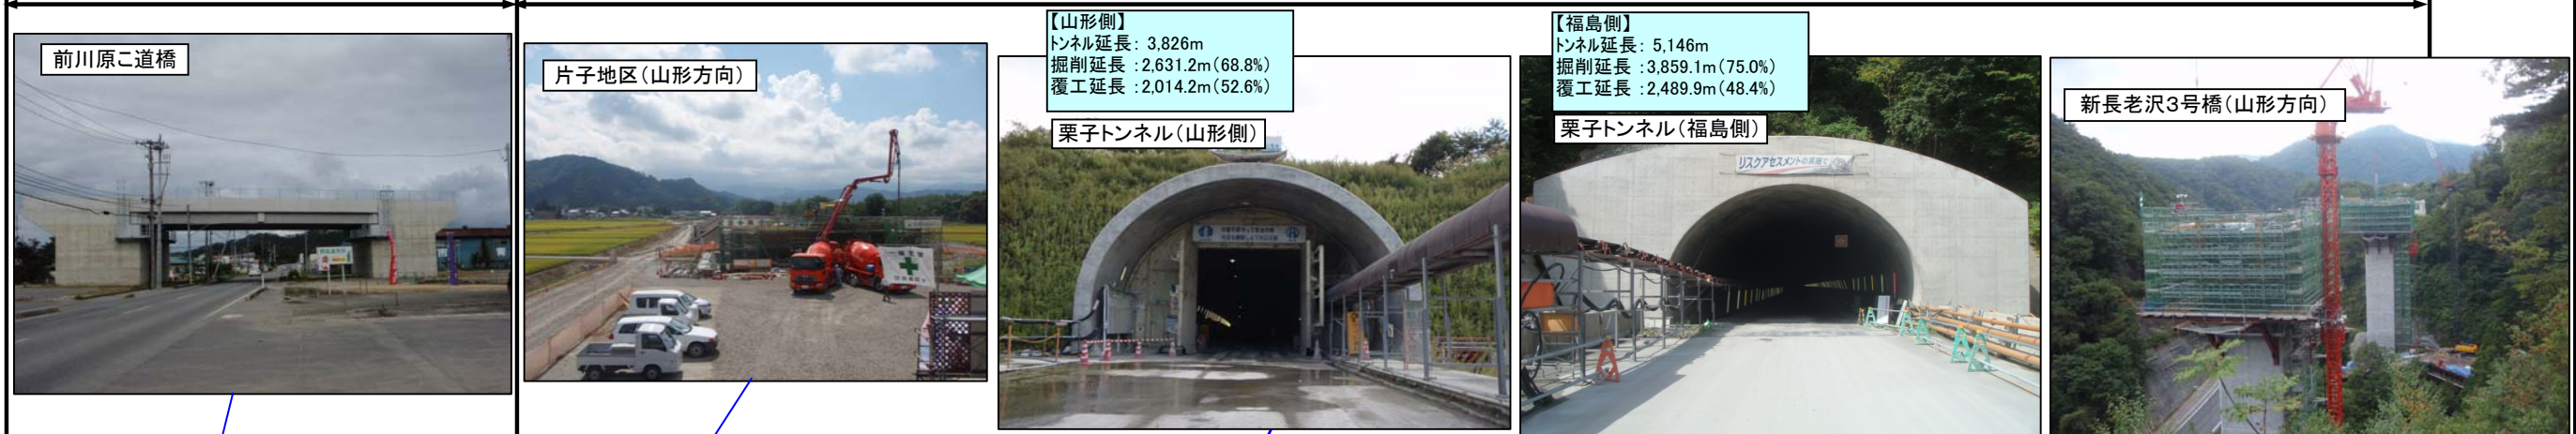 前川原こ道橋
片子地区(山形方向)
【山形側】
トンネル延長: 3,826m
掘削延長 :2,631.2m(68.8%)
覆工延長 :2,014.2m(52.6%)
栗子トンネル(山形側)
【福島側】
トンネル延長: 5,146m
掘削延長 :3,859.1m(75.0%)
覆工延長 :2,489.9m(48.4%)
栗子トンネル(福島側)
リスクアセスメントの実施で
新長老沢3号橋(山形方向)